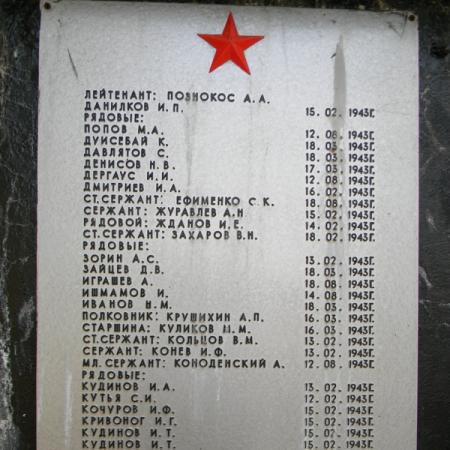 ЛЕЙТЕНАНТ: ПОЗНОКОС А.А.
ДАНИЛКОВ И.П. 15.02.1943Г.
РЯДОВЫЕ:
ПОПОВ М.А. 12.08.1943Г.
ДУИСЕБАЙ К. 18.03.1943Г.
ДАВЛЯТОВ С. 18.03.1943Г.
ДЕНИСОВ Н.В. 17.03.1943Г.
ДЕРГАУС И.И. 12.08.1943Г.
ДМИТРИЕВ И.А. 16.02.1943Г.
СТ.СЕРЖАНТ: ЕФИМЕНКО С.К. 18.08.1943Г.
СЕРЖАНТ: ЖУРАВЛЕВ А.Н 15.02.1943Г.
РЯДОВОЙ: ЖДАНОВ И.Е. 14.02.1943Г.
СТ.СЕРЖАНТ: ЗАХАРОВ В.Н. 18.02.1943Г.
РЯДОВЫЕ:
ЗОРИН А.С. 13.02.1943Г.
ЗАЙЦЕВ Д.В. 18.03.1943Г.
ИГРАШЕВ А. 18.08.1943Г.
ИШМАМОВ И. 14.08.1943Г.
ИВАНОВ Н.М. 18.03.1943Г.
ПОЛКОВНИК: КРУШИХИН А.П. 16.03.1943Г.
СТАРШИНА: КУЛИКОВ М.М. 16.03.1943Г.
СТ.СЕРЖАНТ: КОЛЬЦОВ В.М. 13.02.1943Г.
СЕРЖАНТ: КОНЕВ И.Ф. 13.02.1943Г.
МЛ.СЕРЖАНТ: КОНОДЕНСКИЙ А. 12.08.1943Г.
РЯДОВЫЕ:
КУДИНОВ И.А. 13.02.1943Г.
КУТЬЯ С.И. 12.02.1943Г.
КОЧУРОВ И.Ф. 15.02.1943Г.
КРИВОНОГ И.Г. 15.02.1943Г.
КУДИНОВ И.Т. 15.02.1943Г.
КУДИНОВ И.Т. 15.02.1943Г.